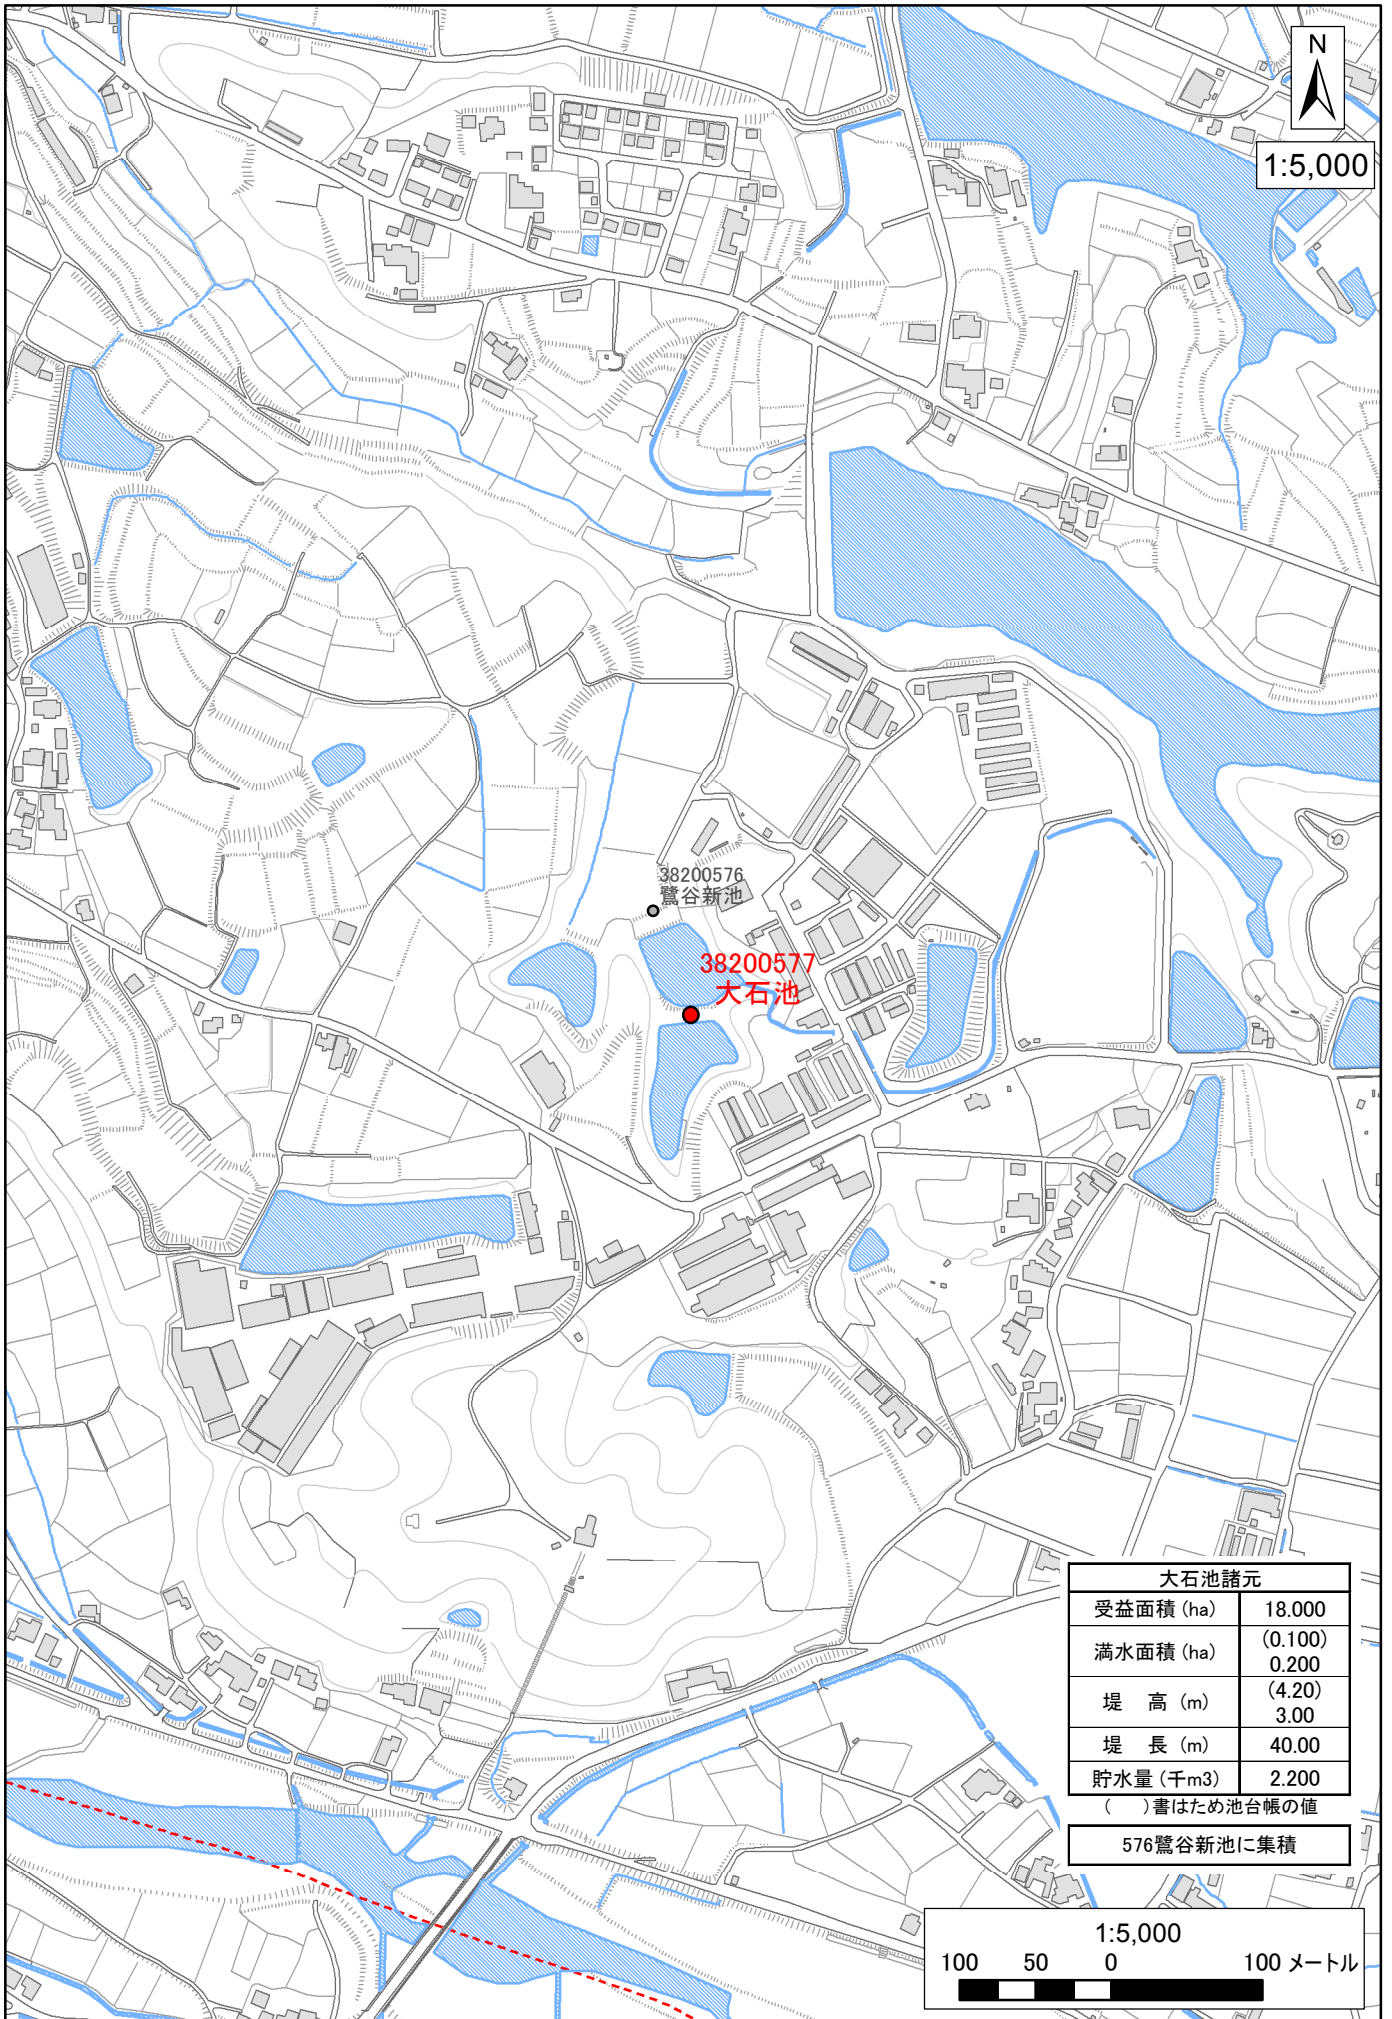 N
1:5,000
38200576
鷺谷新池
38200577
大石池
大石池諸元
受益面積 (ha) 18.000
満水面積 (ha) (0.100) 0.200
堤 高 (m) (4.20) 3.00
堤 長 (m) 40.00
貯水量 (千m3) 2.200
( )書はため池台帳の値
576鷺谷新池に集積
1:5,000
100 50 0 100 メートル